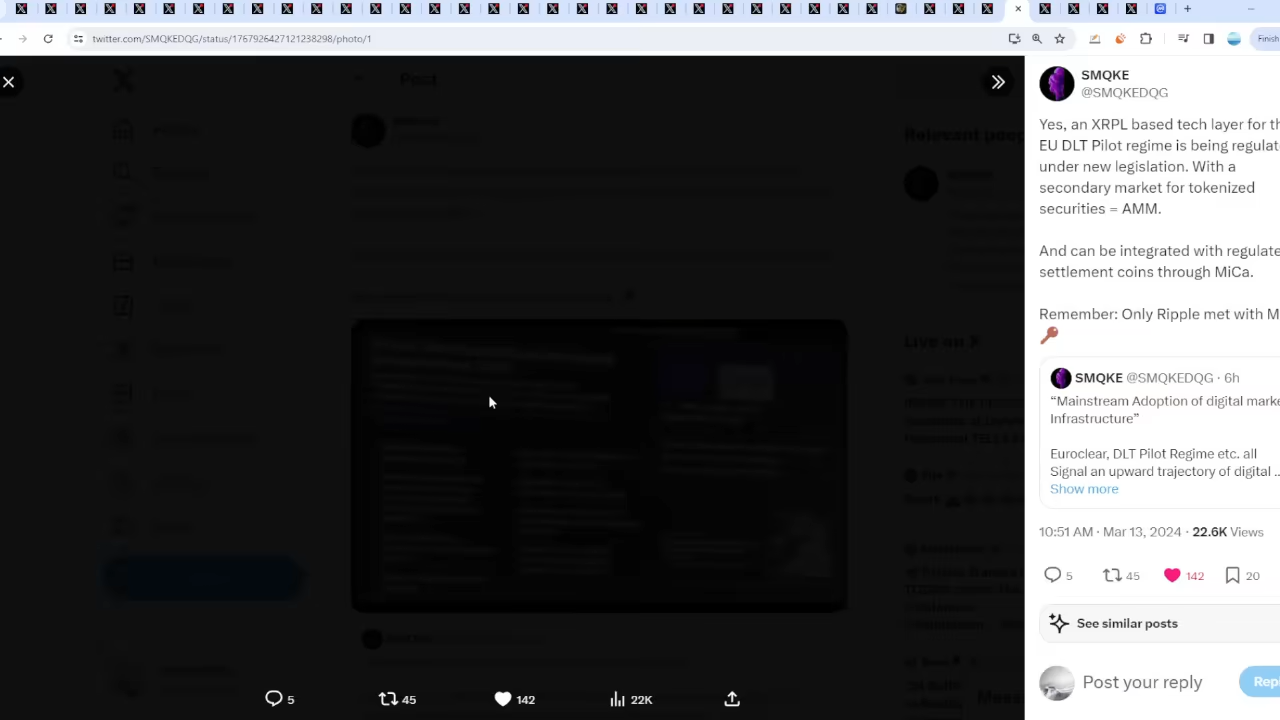 twitter.com/SMQKEDQG/status/1767926427121238298/photo/1
Finish
Post
SMQKE
@SMQKEDQG
Yes, an XRPL based tech layer for th
EU DLT Pilot regime is being regulat
under new legislation. With a
secondary market for tokenized
securities = AMM.
And can be integrated with regulate
settlement coins through MiCa.
Remember: Only Ripple met with M
SMQKE @SMQKEDQG · 6h
“Mainstream Adoption of digital marke
Infrastructure”
Euroclear, DLT Pilot Regime etc. all
Signal an upward trajectory of digital ...
Show more
10:51 AM · Mar 13, 2024 · 22.6K Views
5 45 142 20
See similar posts
Post your reply
Repl
5 45 142 22K
Live on X